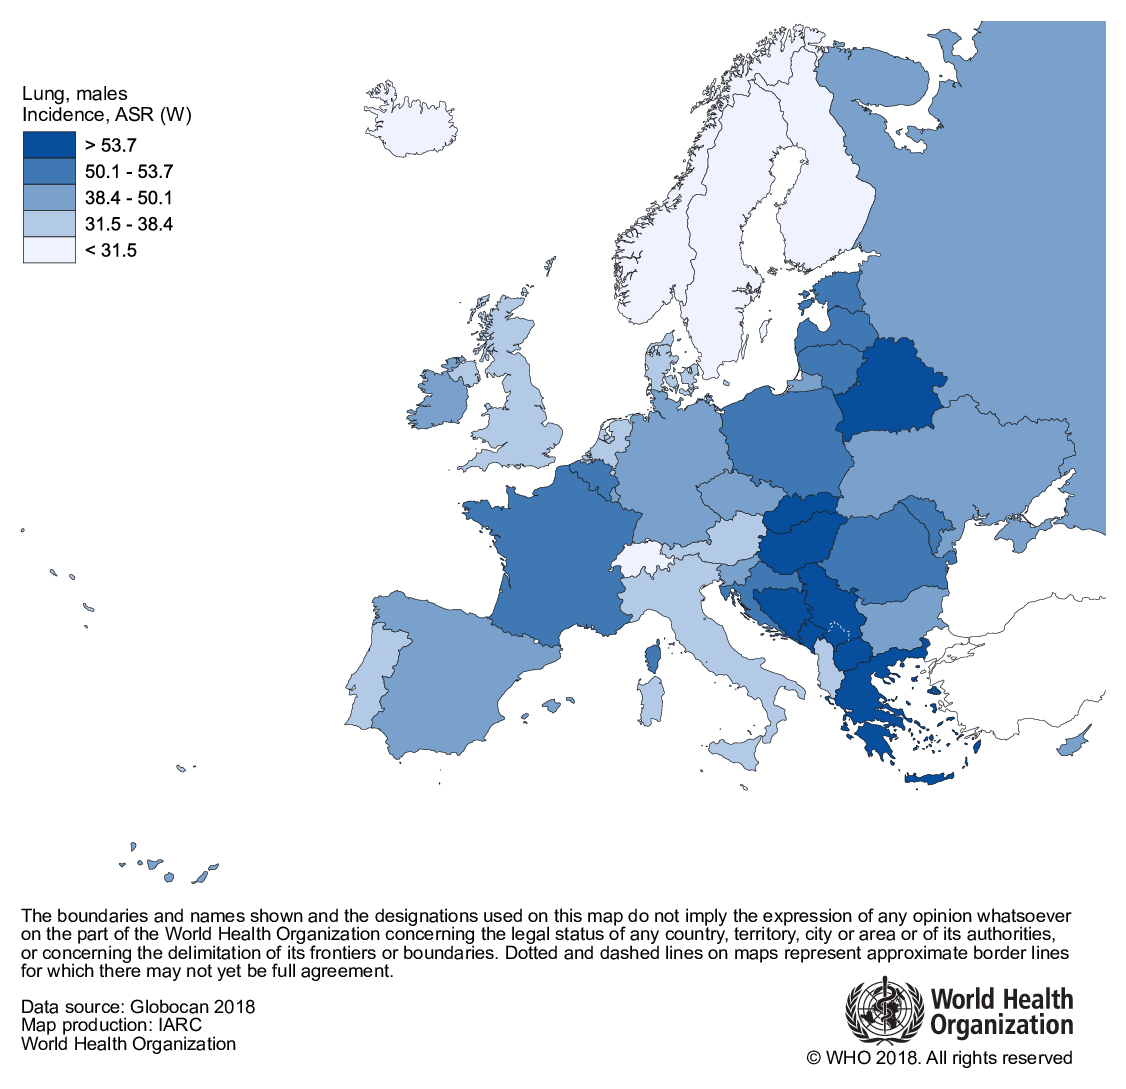 Lung, males
Incidence, ASR (W)
> 53.7
50.1 - 53.7
38.4 - 50.1
31.5 - 38.4
< 31.5
The boundaries and names shown and the designations used on this map do not imply the expression of any opinion whatsoever
on the part of the World Health Organization concerning the legal status of any country, territory, city or area or of its authorities,
or concerning the delimitation of its frontiers or boundaries. Dotted and dashed lines on maps represent approximate border lines
for which there may not yet be full agreement.
Data source: Globocan 2018
Map production: IARC
World Health Organization
World Health
Organization
© WHO 2018. All rights reserved